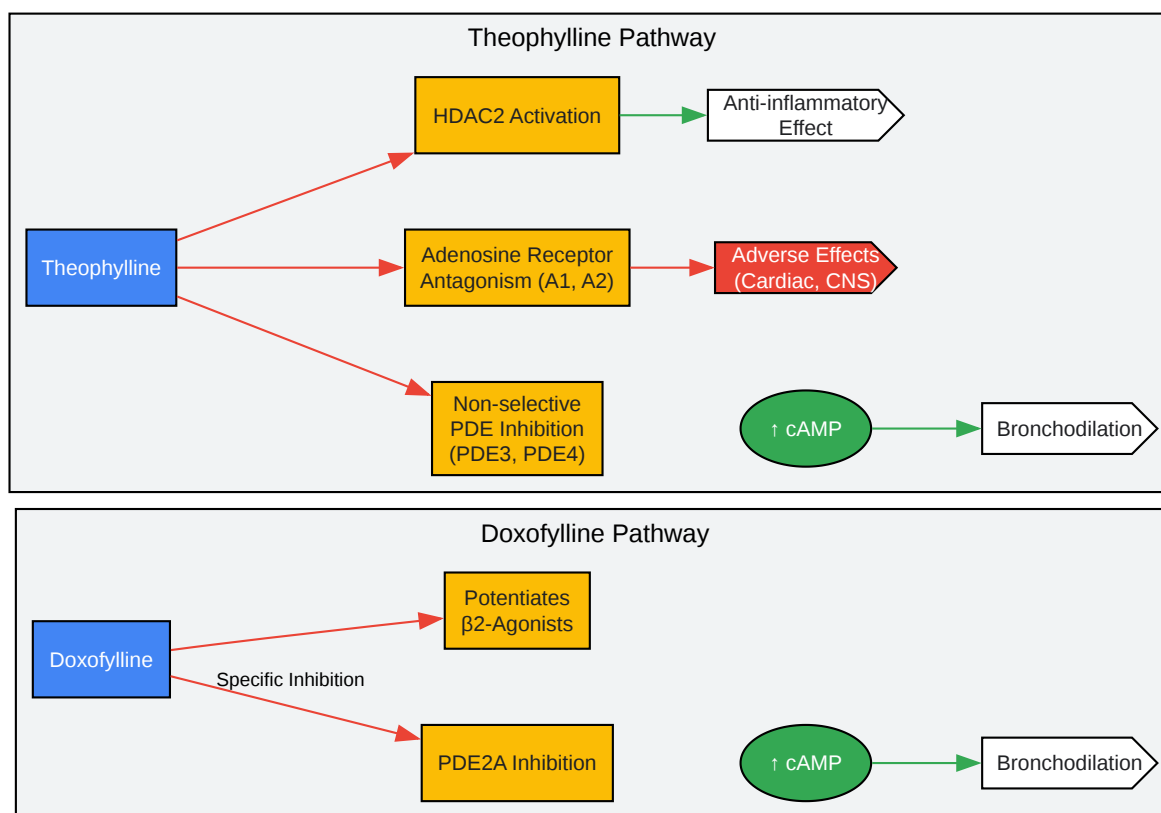 Theophylline Pathway
HDAC2 Activation
Anti-inflammatory
Effect
Theophylline
Adenosine Receptor
Antagonism (A1, A2)
Adverse Effects
(Cardiac, CNS)
Non-selective
PDE Inhibition
(PDE3, PDE4)
↑ cAMP
Bronchodilation
Doxofylline Pathway
Potentiates
β2-Agonists
Doxofylline
Specific Inhibition
PDE2A Inhibition
↑ cAMP
Bronchodilation